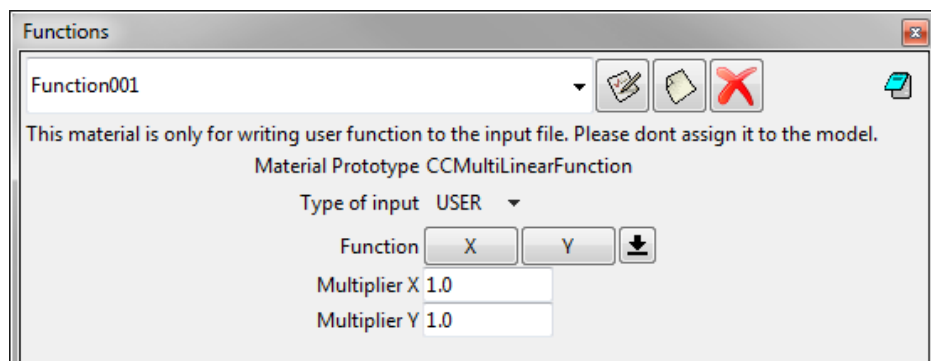 Functions
Function001
This material is only for writing user function to the input file. Please dont assign it to the model.
Material Prototype CCMultiLinearFunction
Type of input USER
Function X Y
Multiplier X 1.0
Multiplier Y 1.0